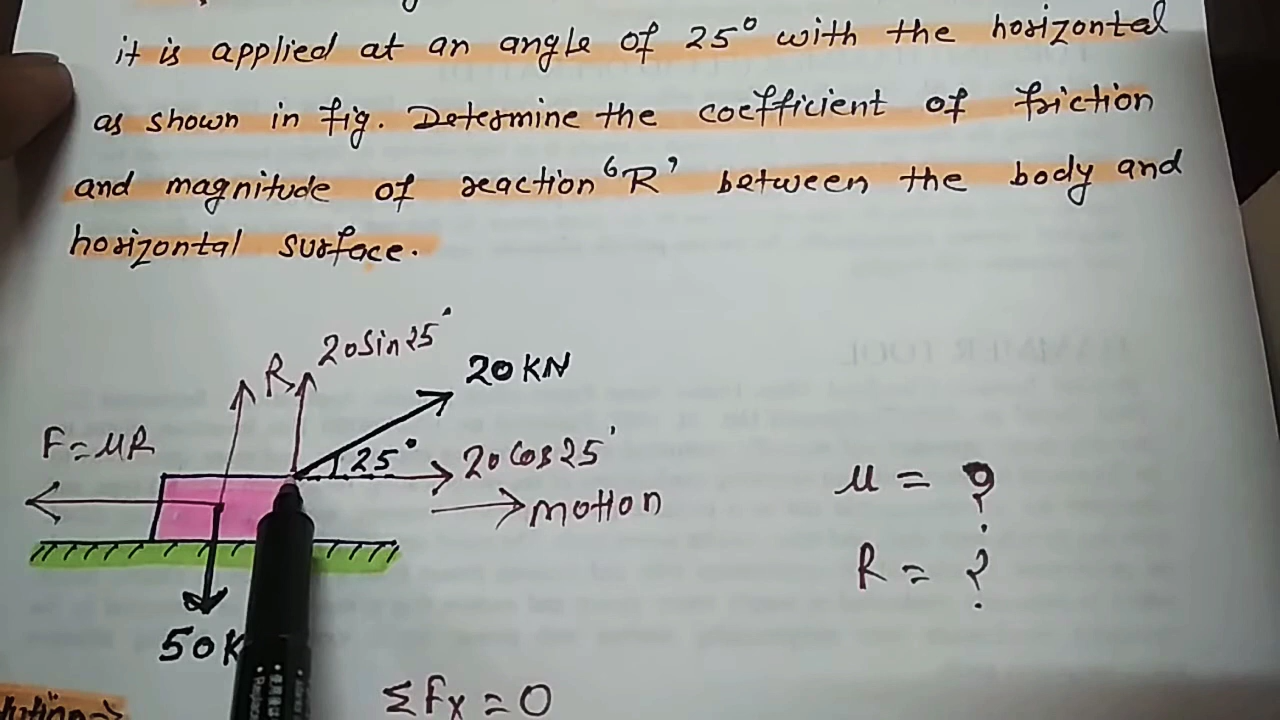 it is applied at an angle of 25° with the horizontal
as shown in fig. Determine the coefficient of friction
and magnitude of reaction 'R' between the body and
horizontal surface.
R
20 Sin 25°
20 KN
F = μR
25°
20 Cos 25°
motion
μ = ?
R = ?
50 K
Σ Fx = 0